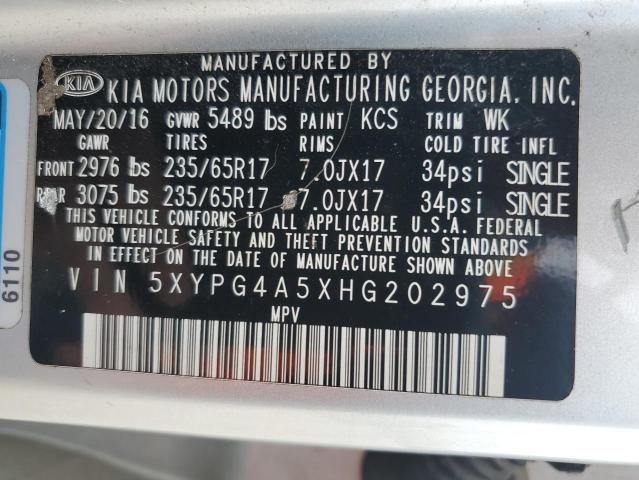 MANUFACTURED BY
KIA KIA MOTORS MANUFACTURING GEORGIA, INC.
MAY/20/16 GVWR 5489 lbs PAINT KCS TRIM WK
GAWR TIRES RIMS COLD TIRE INFL
FRONT 2976 lbs 235/65R17 7.0JX17 34psi SINGLE
REAR 3075 lbs 235/65R17 7.0JX17 34psi SINGLE
THIS VEHICLE CONFORMS TO ALL APPLICABLE U.S.A. FEDERAL
MOTOR VEHICLE SAFETY AND THEFT PREVENTION STANDARDS
IN EFFECT ON THE DATE OF MANUFACTURE SHOWN ABOVE
VIN 5XYPG4A5XHG202975
MPV
6110